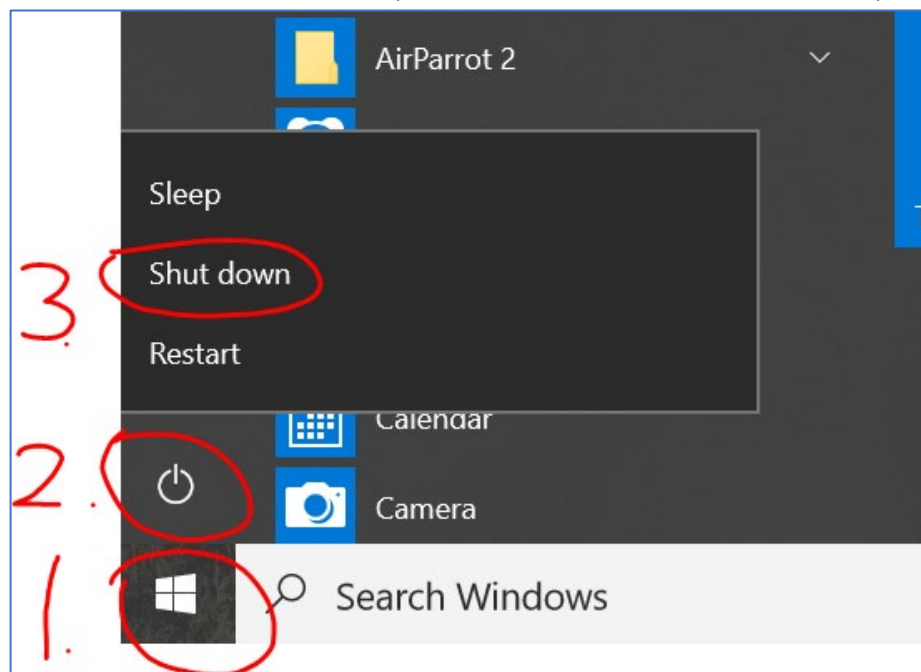 AirParrot 2
Sleep
3. Shut down
Restart
Calendar
2.
Camera
1. Search Windows